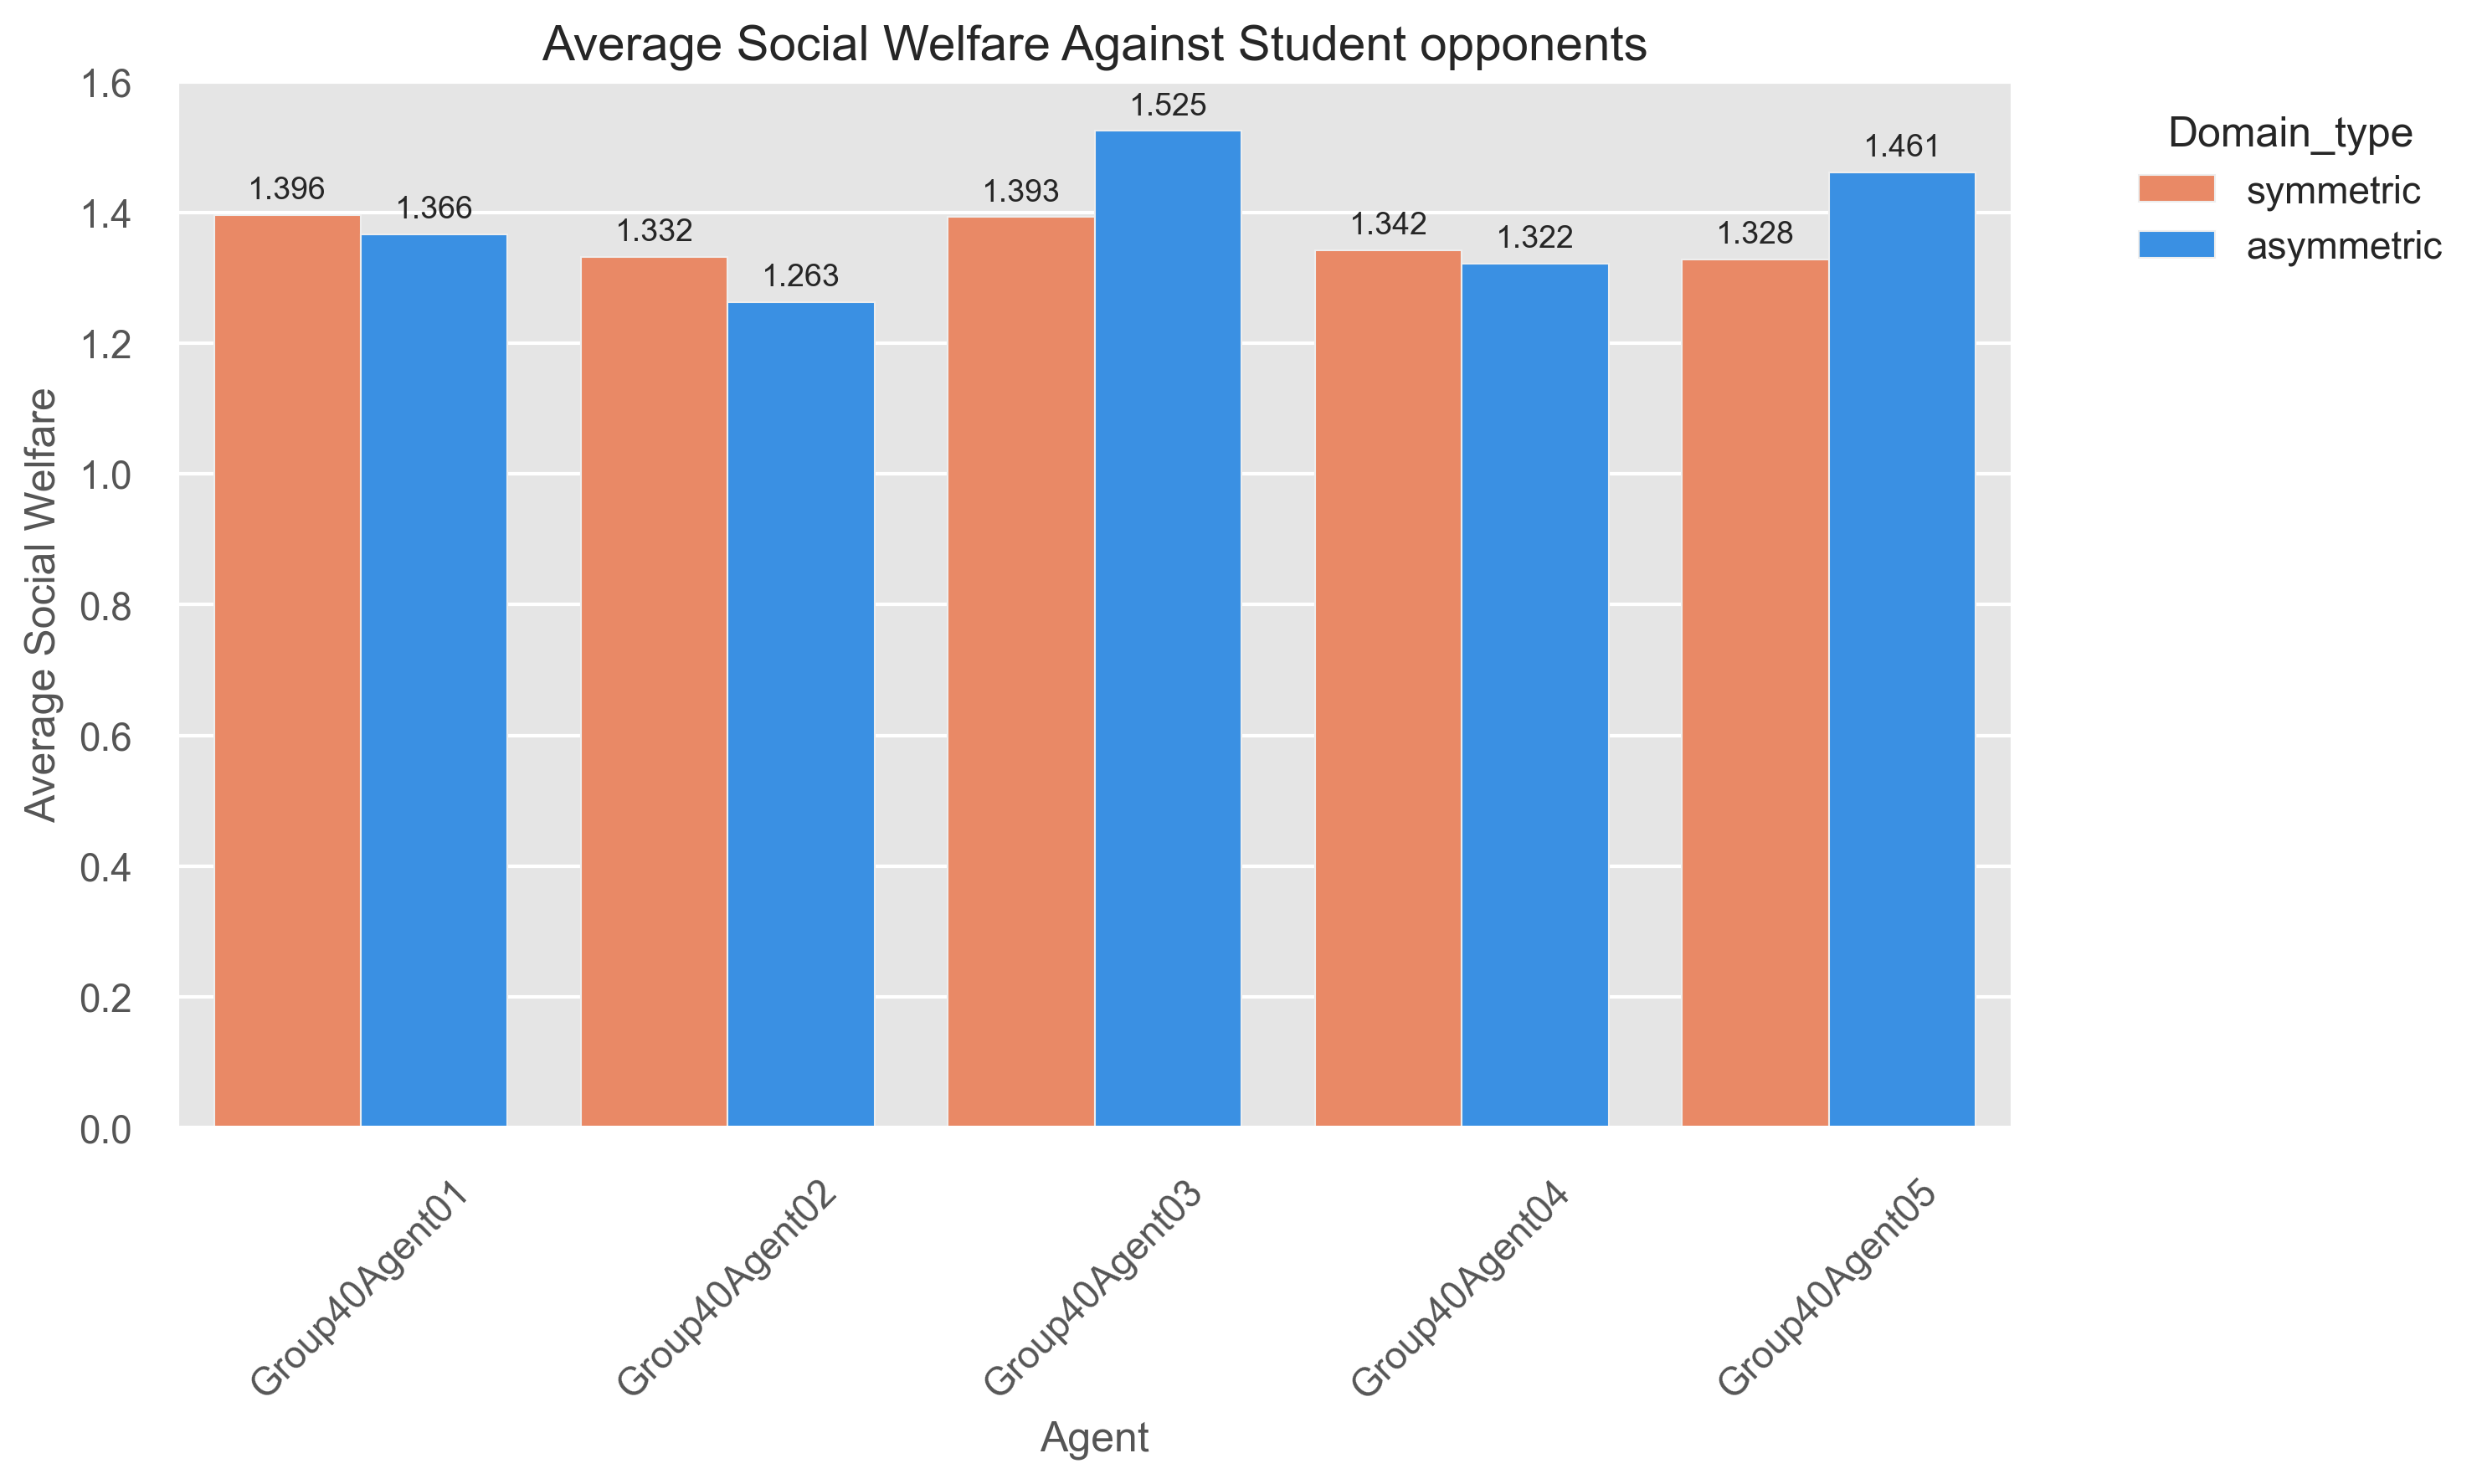 Average Social Welfare Against Student opponents
Domain_type
symmetric
asymmetric
Average Social Welfare
1.6
1.4
1.2
1.0
0.8
0.6
0.4
0.2
0.0
1.396
1.366
1.332
1.263
1.393
1.525
1.342
1.322
1.328
1.461
Group40Agent01
Group40Agent02
Group40Agent03
Group40Agent04
Group40Agent05
Agent